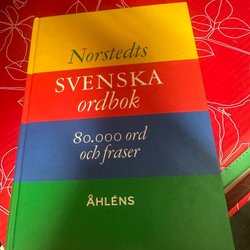 Norstedts
SVENSKA
ordbok
80.000 ord
och fraser
ÅHLÉNS